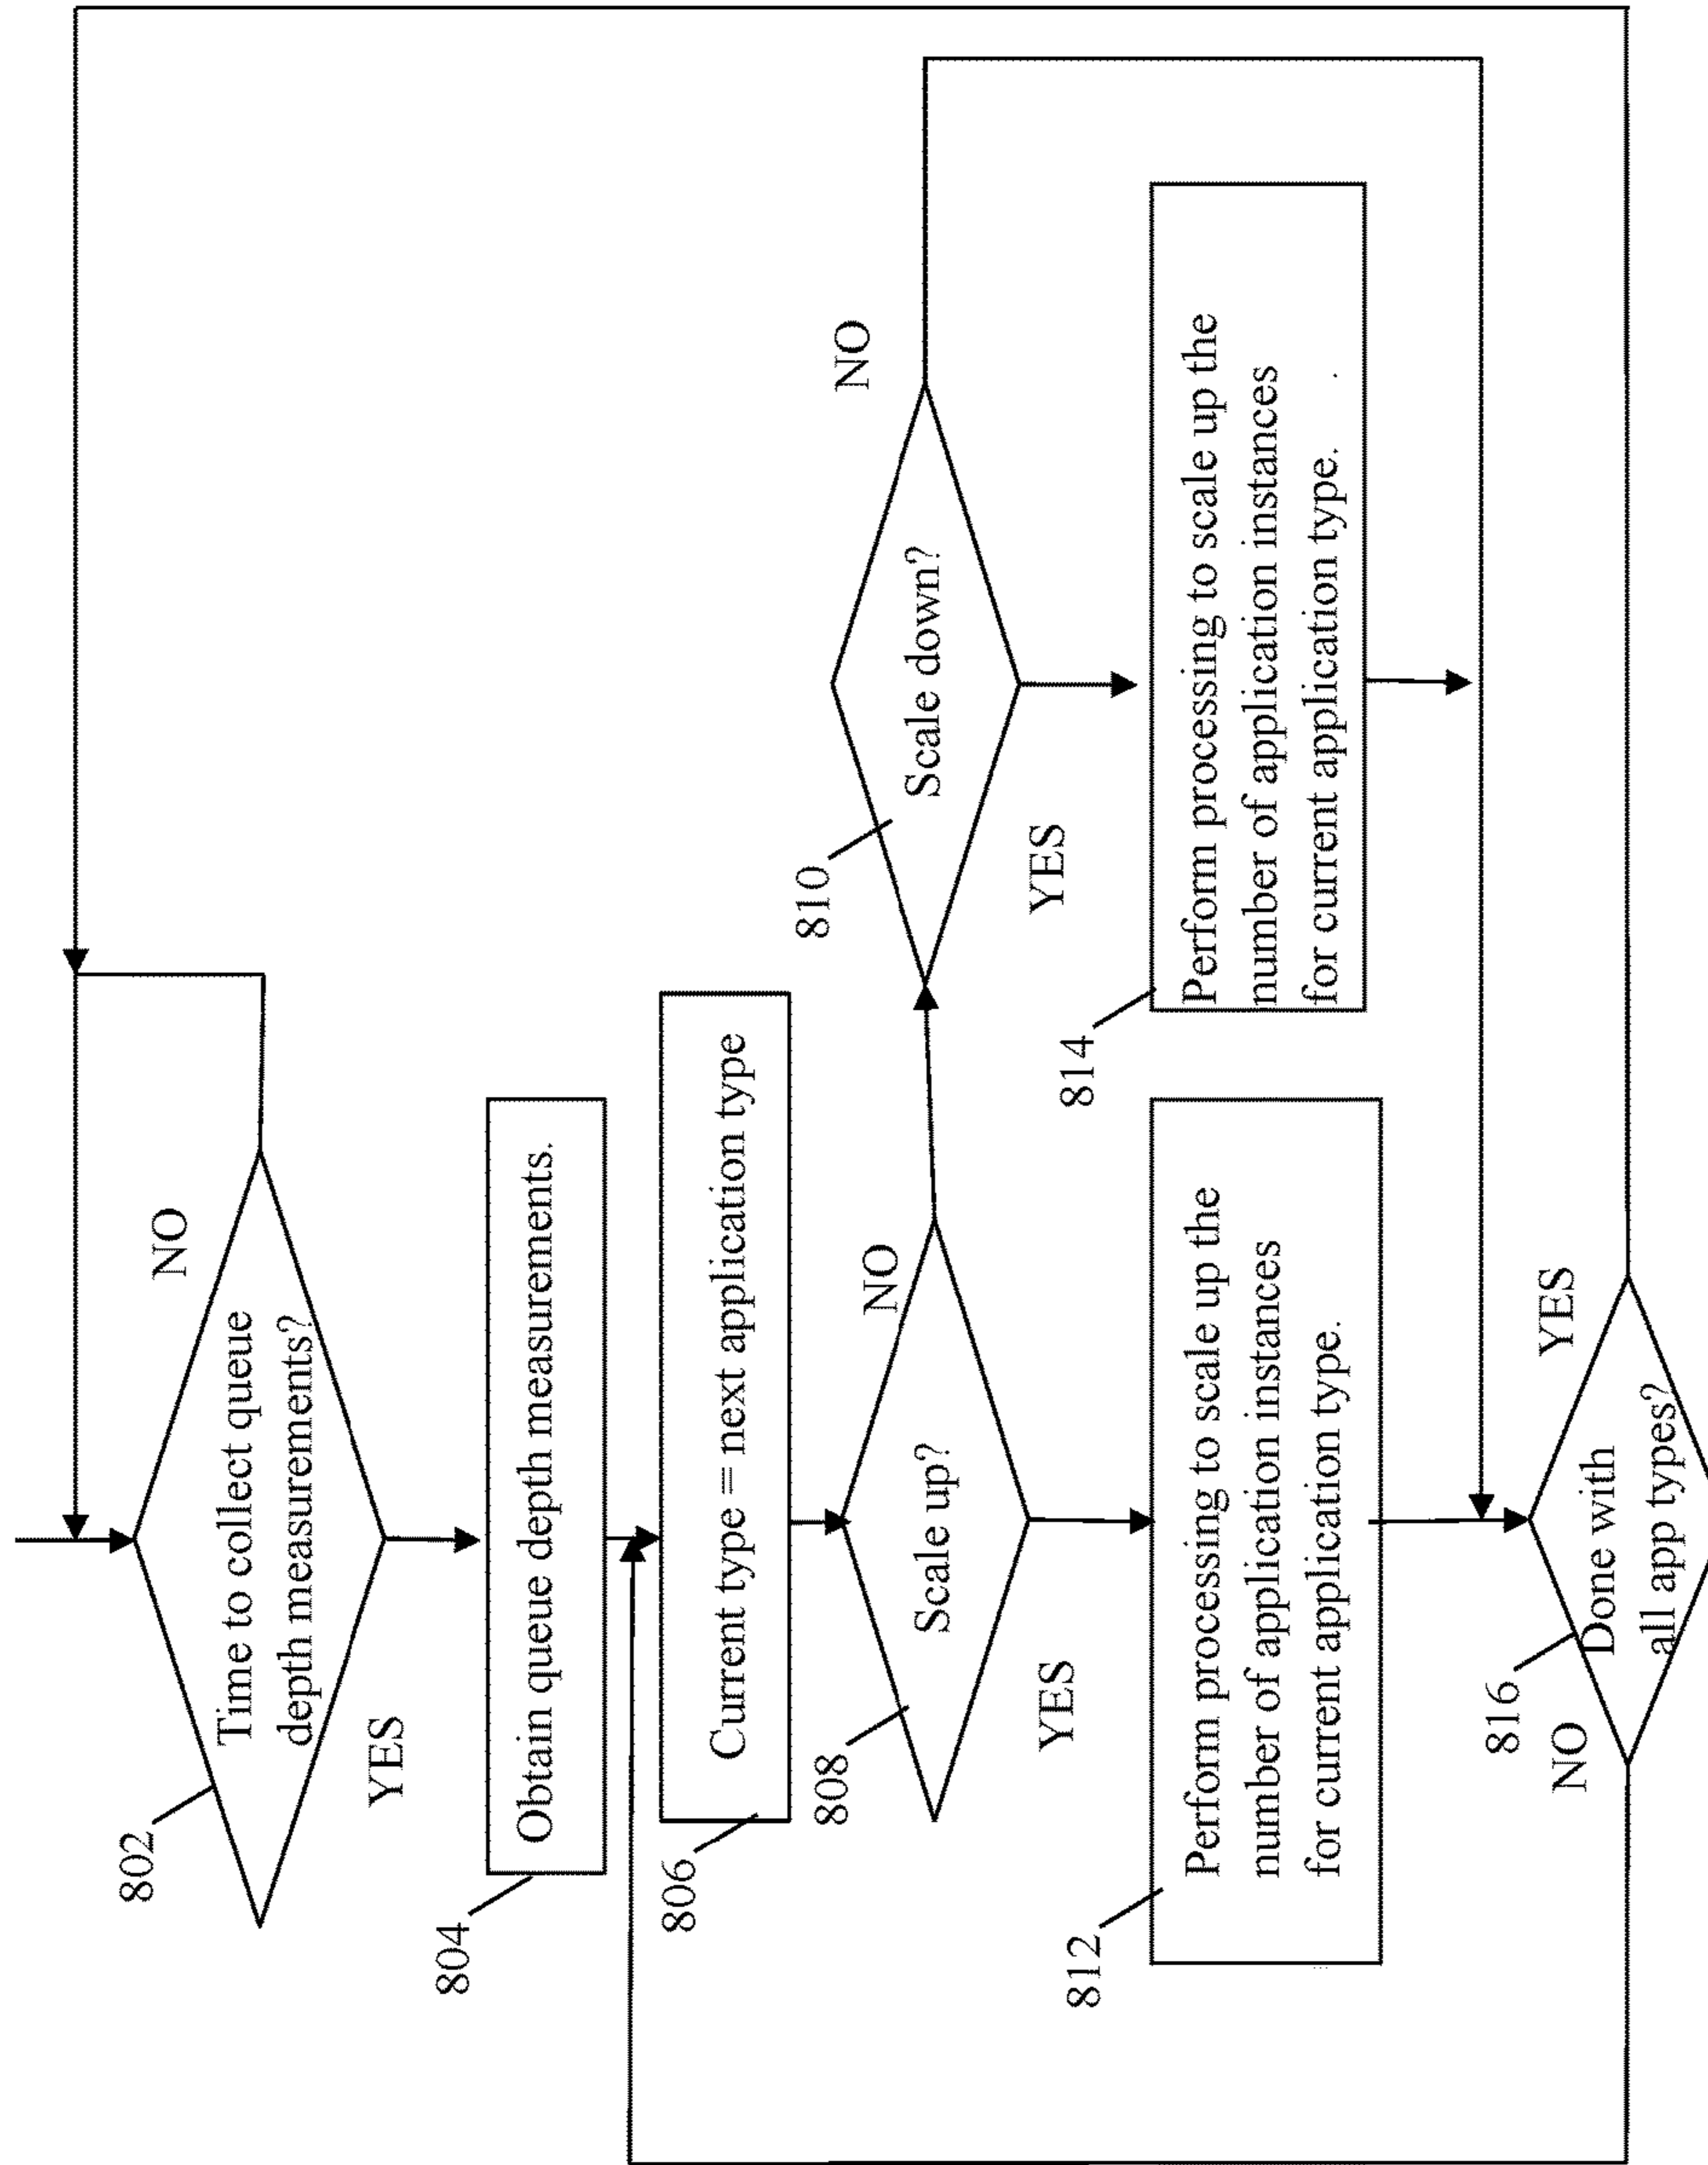 802
Time to collect queue
depth measurements?
NO
YES
804
Obtain queue depth measurements.
806
Current type = next application type
808
Scale up?
NO
YES
810
Scale down?
NO
YES
812
Perform processing to scale up the
number of application instances
for current application type.
814
Perform processing to scale up the
number of application instances
for current application type.
816
Done with
all app types?
NO
YES